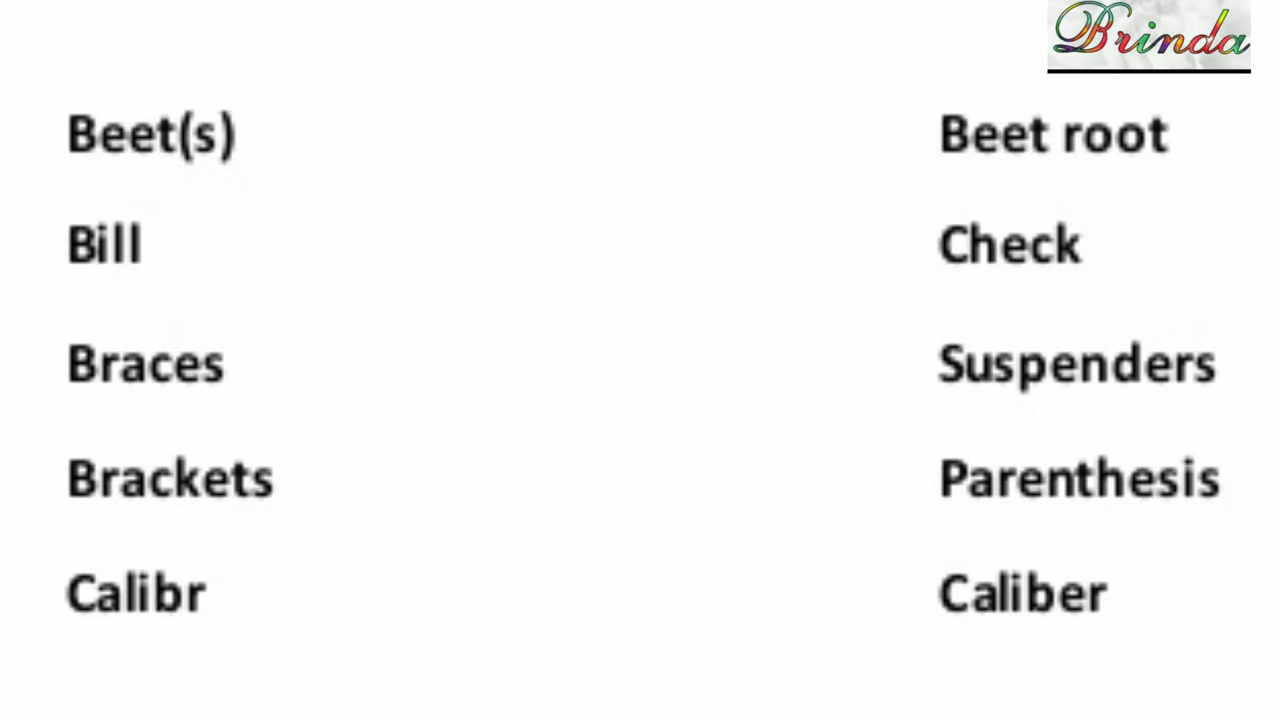 Brinda
Beet(s) Beet root
Bill Check
Braces Suspenders
Brackets Parenthesis
Calibr Caliber